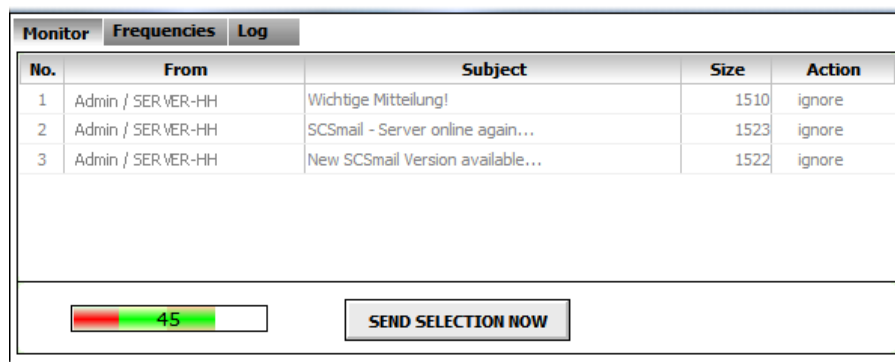 Monitor Frequencies Log
No. From Subject Size Action
1 Admin / SERVER-HH Wichtige Mitteilung! 1510 ignore
2 Admin / SERVER-HH SCSmail - Server online again... 1523 ignore
3 Admin / SERVER-HH New SCSmail Version available... 1522 ignore
45 SEND SELECTION NOW